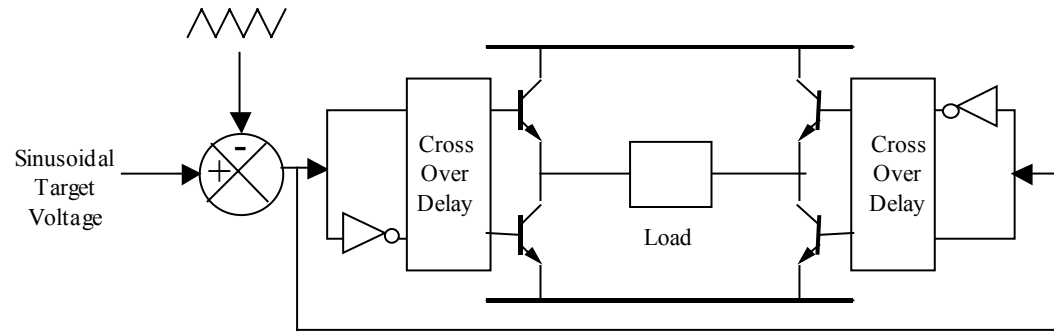 Sinusoidal
Target
Voltage
-
+
Cross
Over
Delay
Load
Cross
Over
Delay